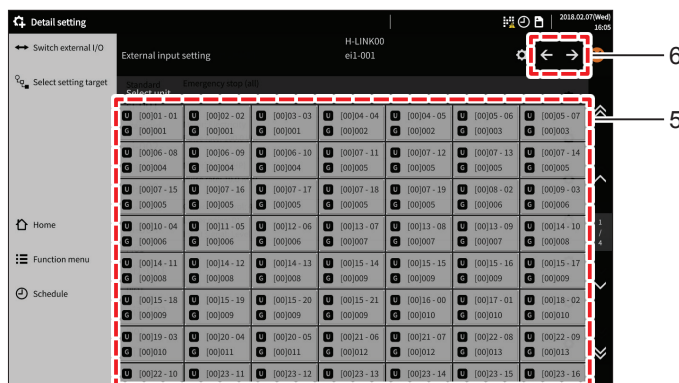 Detail setting
2018.02.07(Wed)
16:05
Switch external I/O
H-LINK00
External input setting
ei1-001
6
Select setting target
Standard Emergency stop (all)
Select unit
5
U [00]01 - 01 U [00]02 - 02 U [00]03 - 03 U [00]04 - 04 U [00]04 - 05 U [00]05 - 06 U [00]05 - 07
G [00]001 G [00]001 G [00]001 G [00]002 G [00]002 G [00]003 G [00]003
U [00]06 - 08 U [00]06 - 09 U [00]06 - 10 U [00]07 - 11 U [00]07 - 12 U [00]07 - 13 U [00]07 - 14
G [00]004 G [00]004 G [00]004 G [00]005 G [00]005 G [00]005 G [00]005
U [00]07 - 15 U [00]07 - 16 U [00]07 - 17 U [00]07 - 18 U [00]07 - 19 U [00]08 - 02 U [00]09 - 03
G [00]005 G [00]005 G [00]005 G [00]005 G [00]005 G [00]006 G [00]006
Home
U [00]10 - 04 U [00]11 - 05 U [00]12 - 06 U [00]13 - 07 U [00]13 - 08 U [00]13 - 09 U [00]14 - 10
G [00]006 G [00]006 G [00]006 G [00]007 G [00]007 G [00]007 G [00]008
1
/
4
Function menu
U [00]14 - 11 U [00]14 - 12 U [00]14 - 13 U [00]15 - 14 U [00]15 - 15 U [00]15 - 16 U [00]15 - 17
G [00]008 G [00]008 G [00]008 G [00]009 G [00]009 G [00]009 G [00]009
Schedule
U [00]15 - 18 U [00]15 - 19 U [00]15 - 20 U [00]15 - 21 U [00]16 - 00 U [00]17 - 01 U [00]18 - 02
G [00]009 G [00]009 G [00]009 G [00]009 G [00]010 G [00]010 G [00]010
U [00]19 - 03 U [00]20 - 04 U [00]20 - 05 U [00]21 - 06 U [00]21 - 07 U [00]22 - 08 U [00]22 - 09
G [00]010 G [00]011 G [00]011 G [00]012 G [00]012 G [00]013 G [00]013
U [00]22 - 10 U [00]23 - 11 U [00]23 - 12 U [00]23 - 13 U [00]23 - 14 U [00]23 - 15 U [00]23 - 16